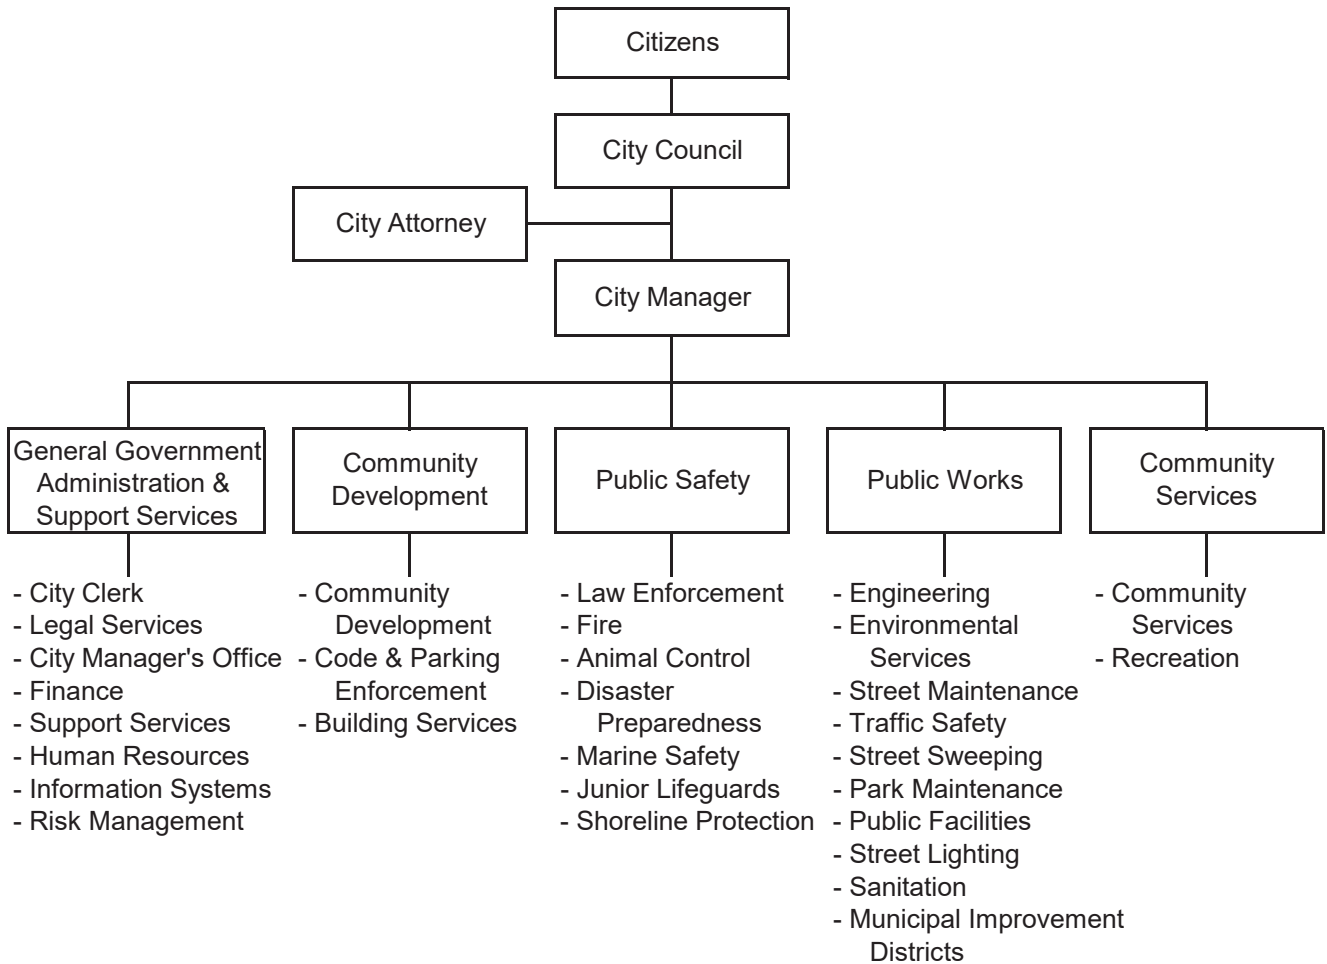 Citizens
City Council
City Attorney
City Manager
General Government
Administration &
Support Services
Community
Development
Public Safety
Public Works
Community
Services
- City Clerk
- Legal Services
- City Manager's Office
- Finance
- Support Services
- Human Resources
- Information Systems
- Risk Management
- Community
Development
- Code & Parking
Enforcement
- Building Services
- Law Enforcement
- Fire
- Animal Control
- Disaster
Preparedness
- Marine Safety
- Junior Lifeguards
- Shoreline Protection
- Engineering
- Environmental
Services
- Street Maintenance
- Traffic Safety
- Street Sweeping
- Park Maintenance
- Public Facilities
- Street Lighting
- Sanitation
- Municipal Improvement
Districts
- Community
Services
- Recreation